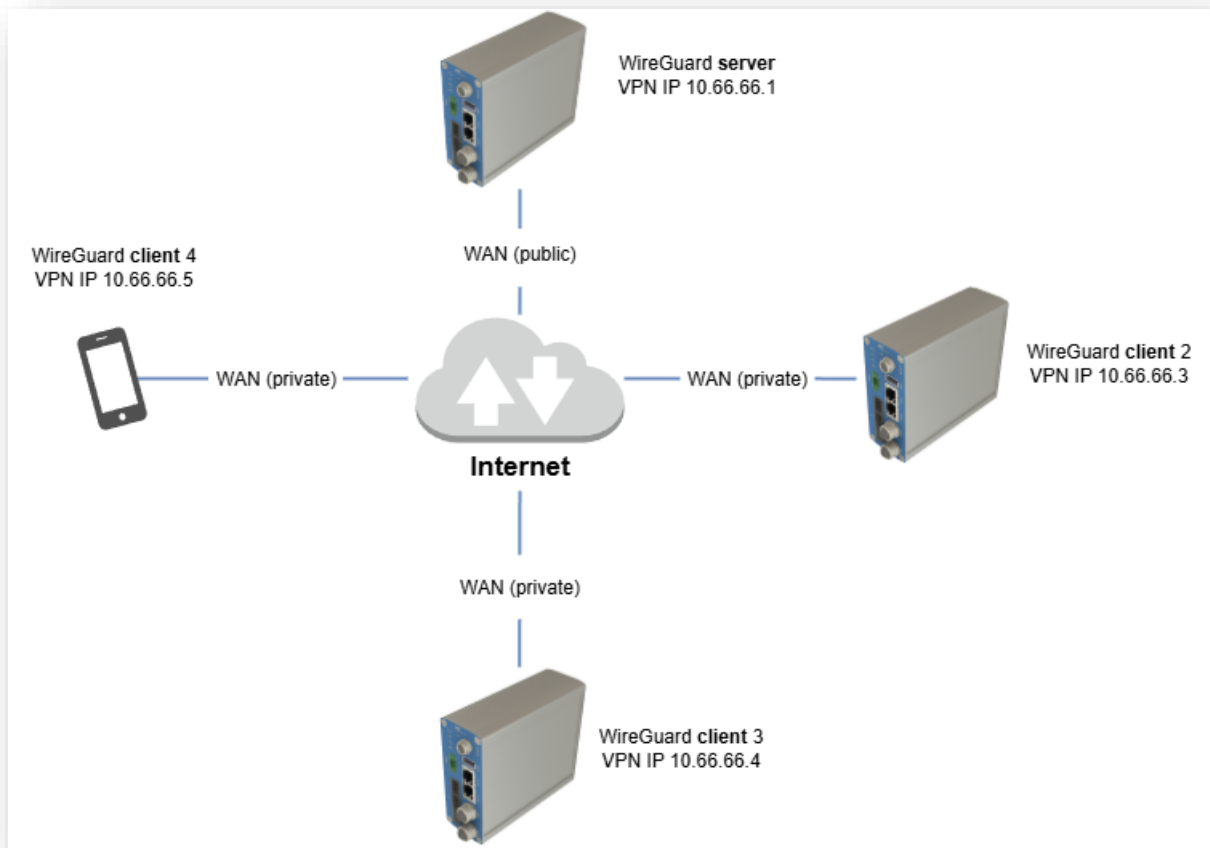 WireGuard server
VPN IP 10.66.66.1
WAN (public)
WireGuard client 4
VPN IP 10.66.66.5
WAN (private)
WAN (private)
WireGuard client 2
VPN IP 10.66.66.3
Internet
WAN (private)
WireGuard client 3
VPN IP 10.66.66.4